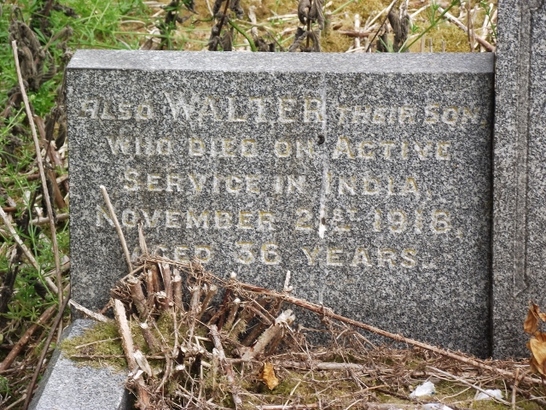 ALSO WALTER THEIR SON,
WHO DIED ON ACTIVE
SERVICE IN INDIA,
NOVEMBER 21ST 1918,
AGED 36 YEARS.